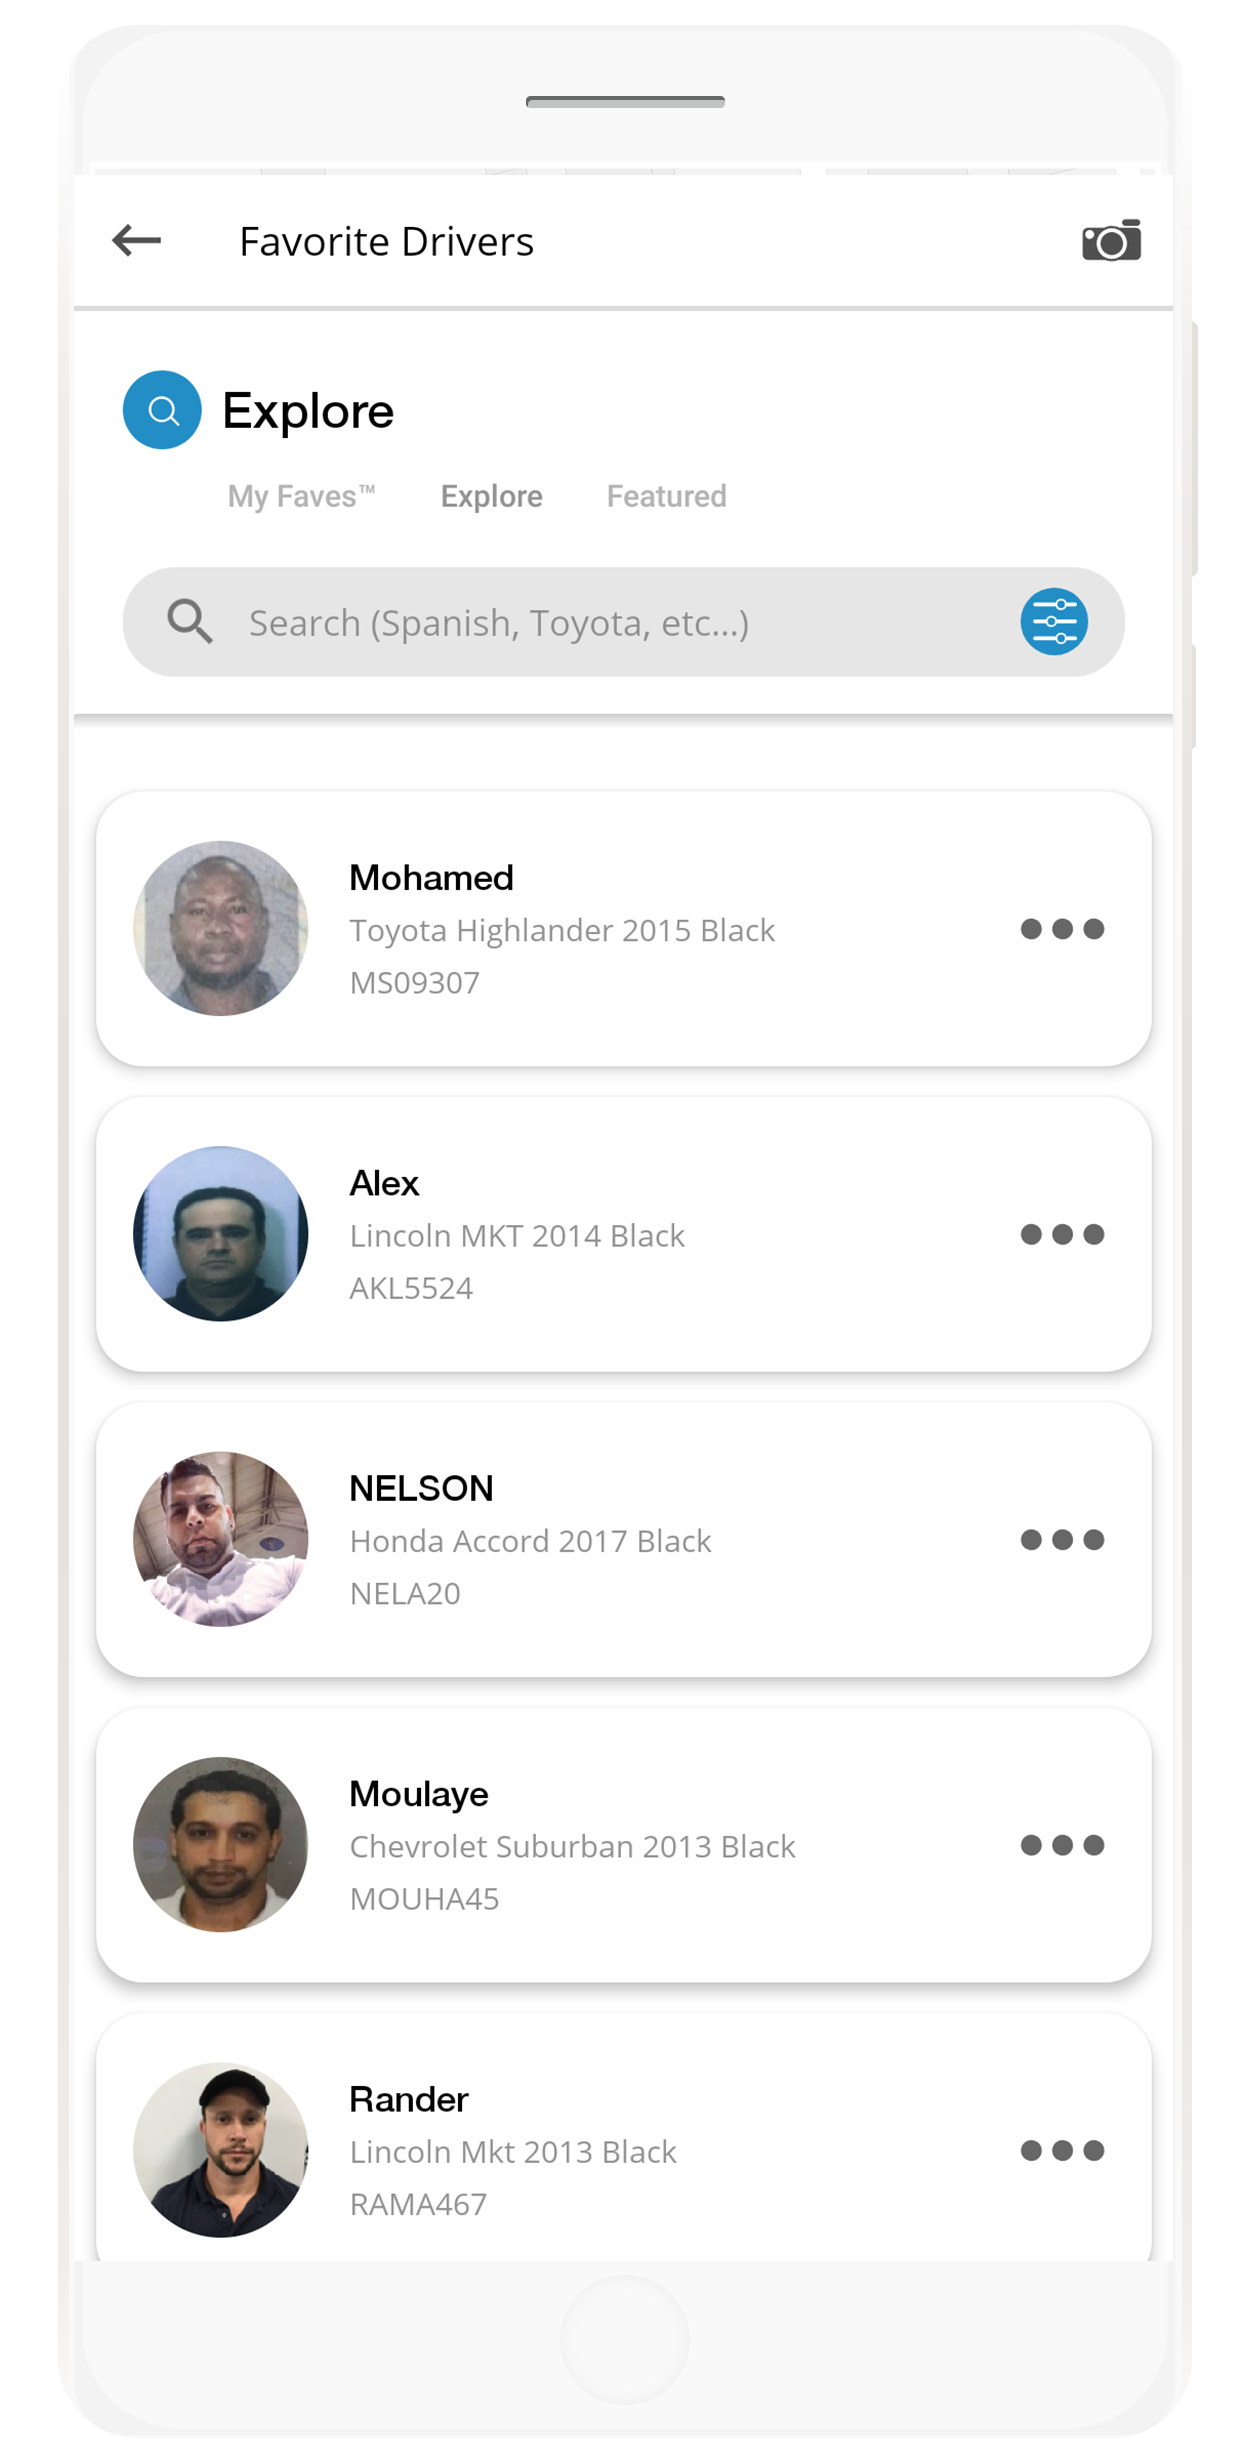 Favorite Drivers
Explore
My Faves™ Explore Featured
Search (Spanish, Toyota, etc...)
Mohamed
Toyota Highlander 2015 Black
MS09307
Alex
Lincoln MKT 2014 Black
AKL5524
NELSON
Honda Accord 2017 Black
NELA20
Moulaye
Chevrolet Suburban 2013 Black
MOUHA45
Rander
Lincoln Mkt 2013 Black
RAMA467